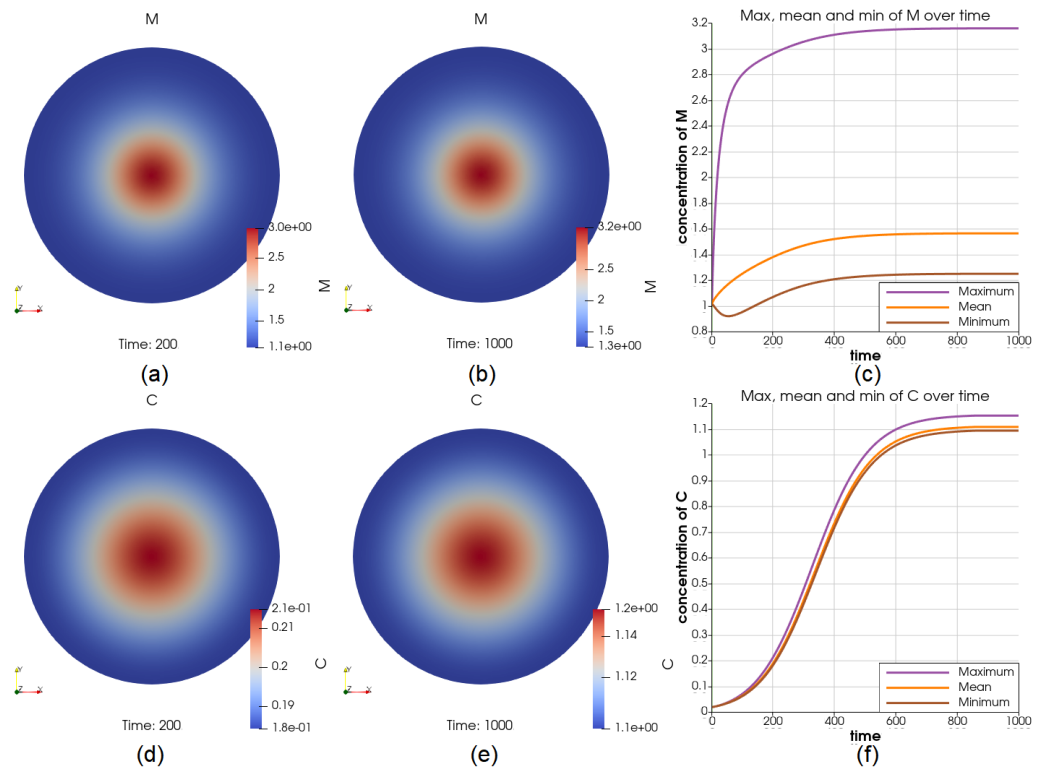 M
3.0e+00
2.5
2
1.5
1.1e+00
M
Y
Z
X
Time: 200
(a)
M
3.2e+00
2.5
2
1.5
1.3e+00
M
Y
Z
X
Time: 1000
(b)
Max, mean and min of M over time
concentration of M
3.2
3
2.8
2.6
2.4
2.2
2
1.8
1.6
1.4
1.2
1
0.8
0 200 400 600 800 1000
time
Maximum
Mean
Minimum
(c)
C
2.1e-01
0.21
0.2
0.19
1.8e-01
C
Y
Z
X
Time: 200
(d)
C
1.2e+00
1.14
1.12
1.1e+00
C
Y
Z
X
Time: 1000
(e)
Max, mean and min of C over time
concentration of C
1.2
1.1
1
0.9
0.8
0.7
0.6
0.5
0.4
0.3
0.2
0.1
0
0 200 400 600 800 1000
time
Maximum
Mean
Minimum
(f)